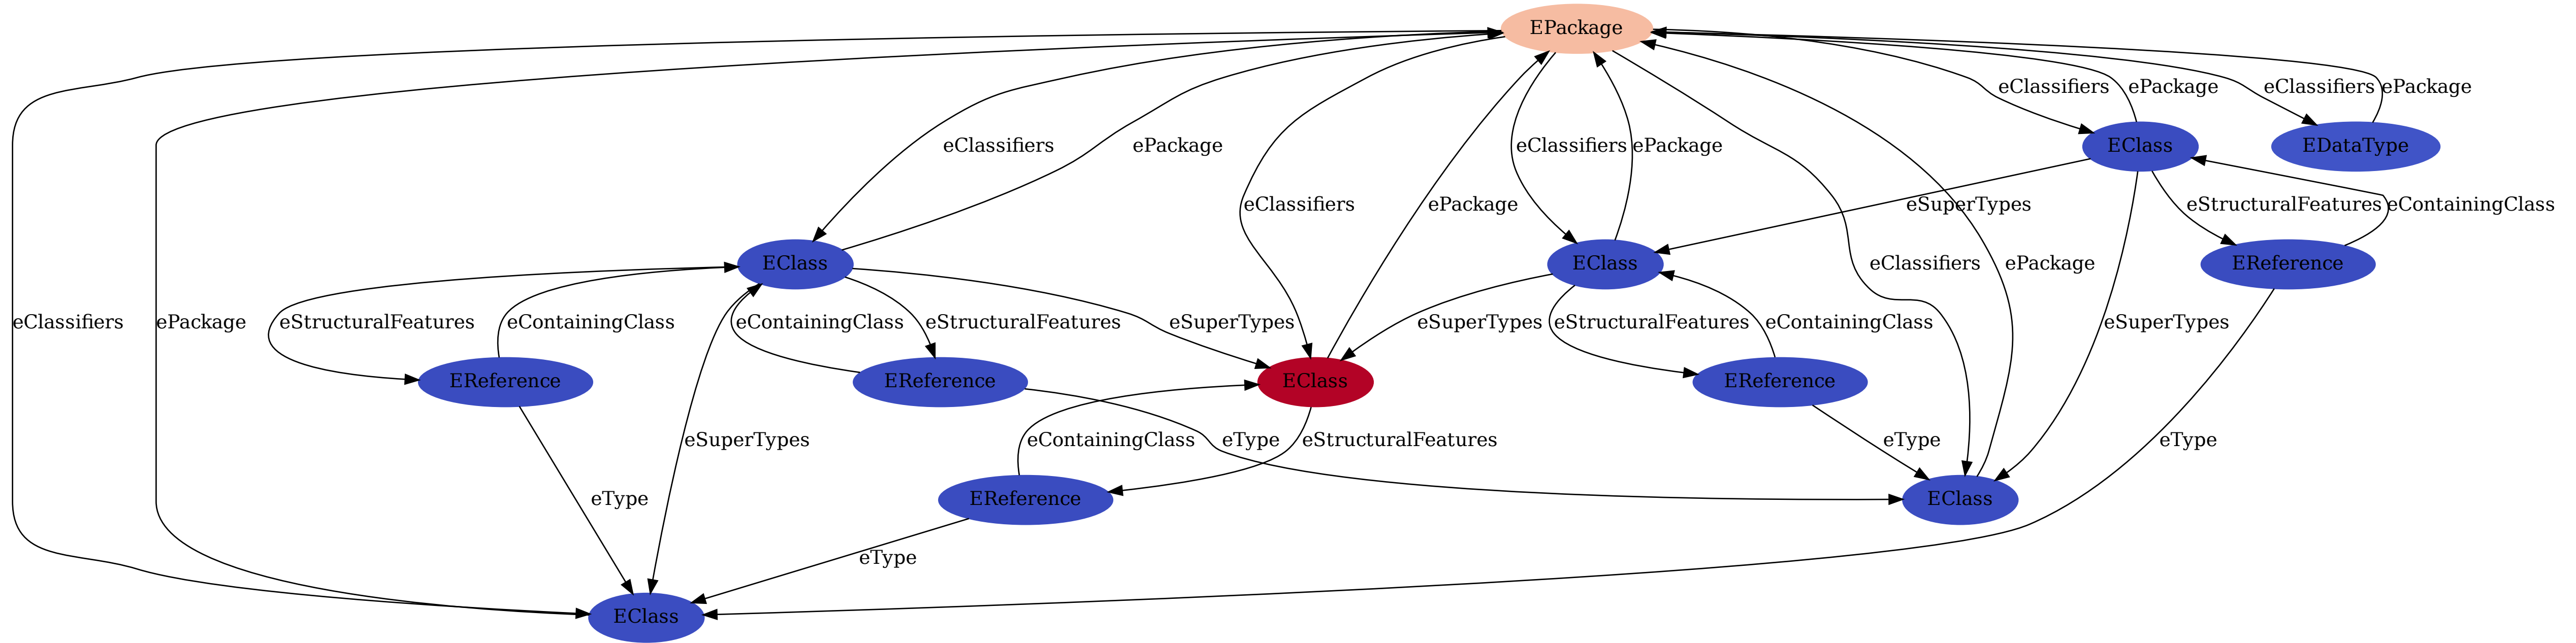 EPackage
eClassifiers
ePackage
eClassifiers
ePackage
EClass
EDataType
eClassifiers
ePackage
eClassifiers
ePackage
eClassifiers
ePackage
eSuperTypes
eStructuralFeatures
eContainingClass
EClass
EClass
eClassifiers
ePackage
EReference
eClassifiers
ePackage
eStructuralFeatures
eContainingClass
eContainingClass
eStructuralFeatures
eSuperTypes
eSuperTypes
eStructuralFeatures
eContainingClass
eSuperTypes
EReference
EReference
EClass
EReference
eSuperTypes
eContainingClass
eType
eStructuralFeatures
eType
eType
eType
EReference
EClass
eType
EClass